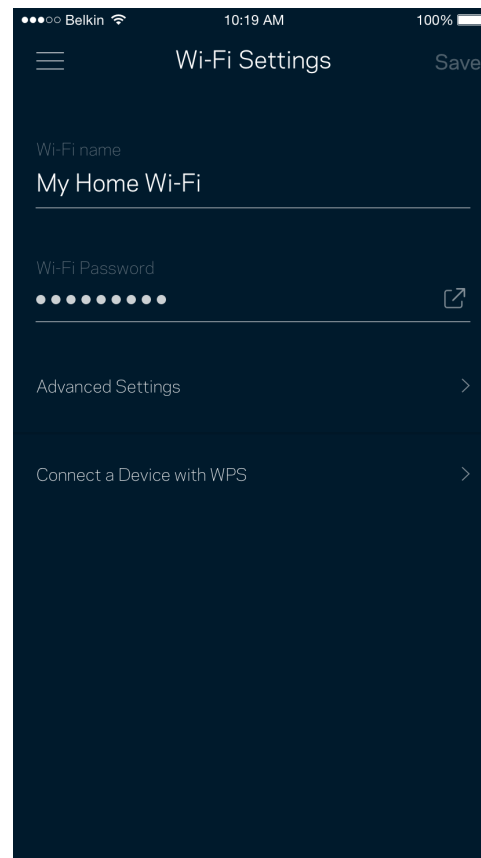 ●●●○○ Belkin 10:19 AM 100%
Wi-Fi Settings Save
Wi-Fi name
My Home Wi-Fi
Wi-Fi Password
●●●●●●●●●
Advanced Settings >
Connect a Device with WPS >